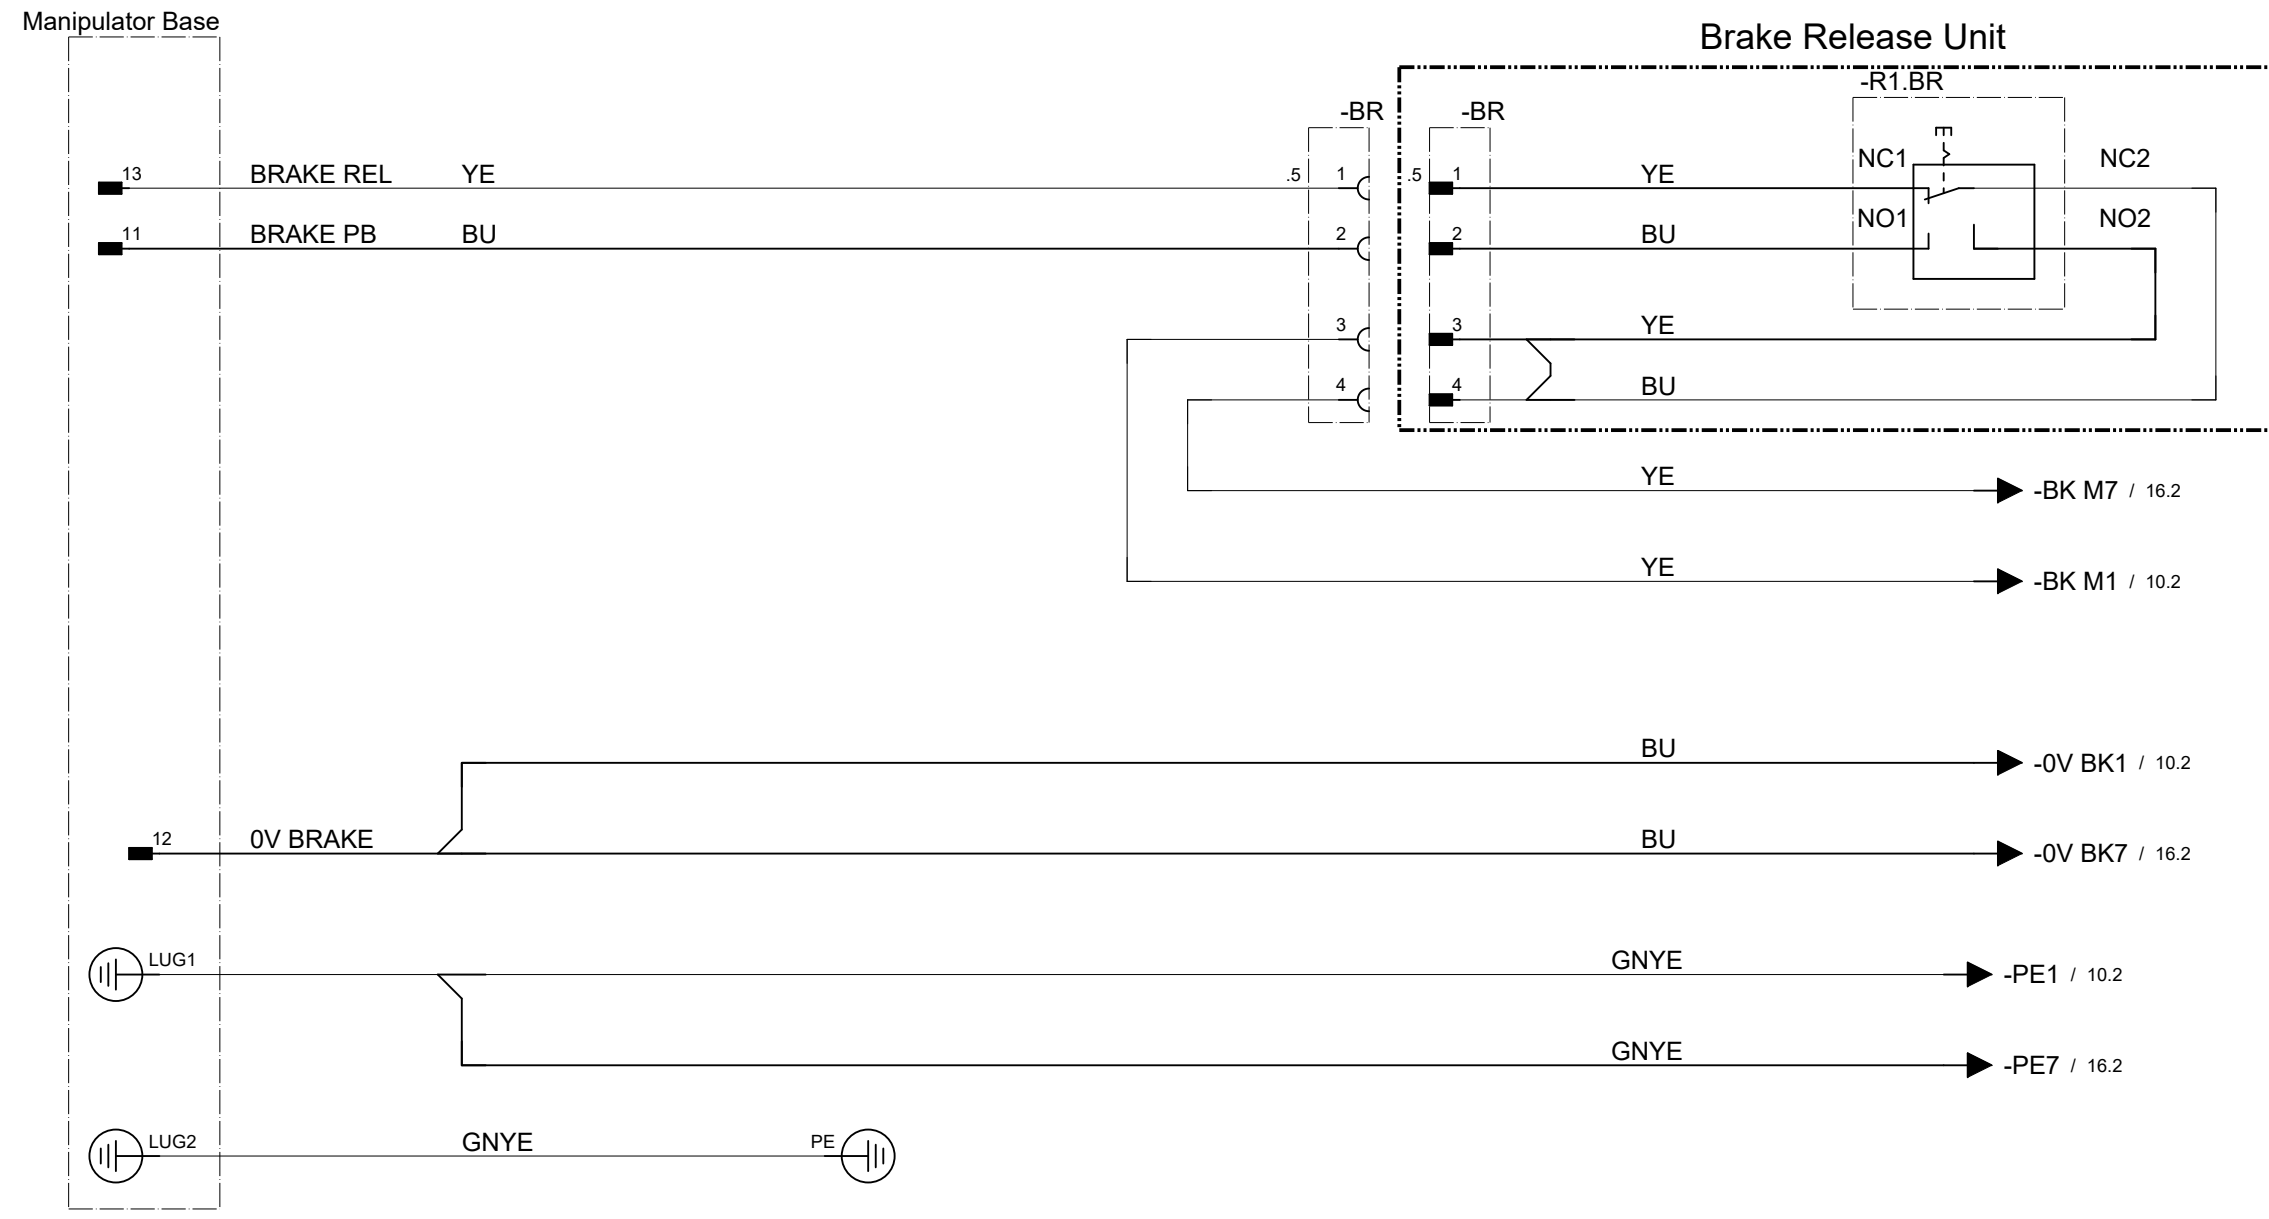 Manipulator Base
Brake Release Unit
-R1.BR
-BR -BR
13 BRAKE REL YE .5 1 .5 1 YE NC1 NC2
11 BRAKE PB BU 2 2 BU NO1 NO2
3 3 YE
4 4 BU
YE -BK M7 / 16.2
YE -BK M1 / 10.2
BU -0V BK1 / 10.2
12 0V BRAKE BU -0V BK7 / 16.2
LUG1 GNYE -PE1 / 10.2
GNYE -PE7 / 16.2
LUG2 GNYE PE